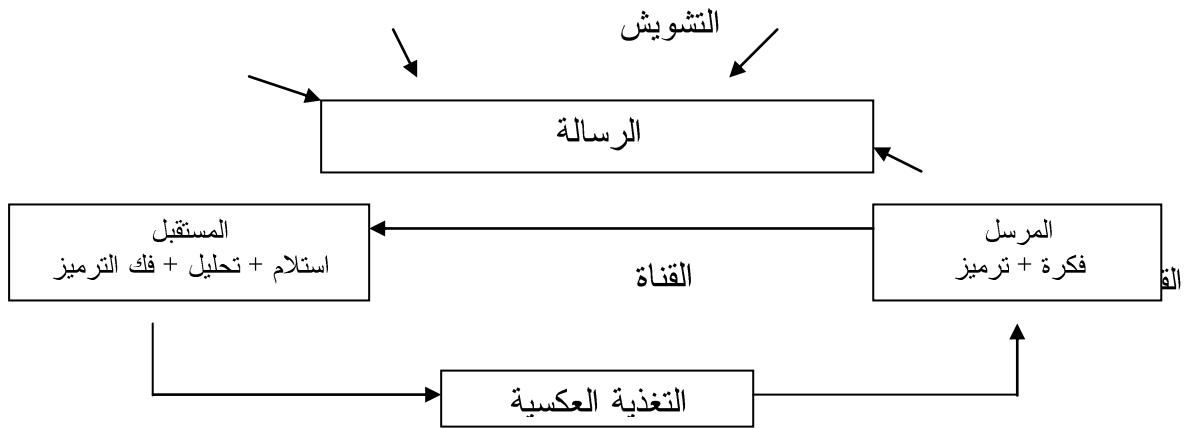 التشويش
الرسالة
المرسل
فكرة + ترميز
القناة
المستقبل
استلام + تحليل + فك الترميز
التغذية العكسية